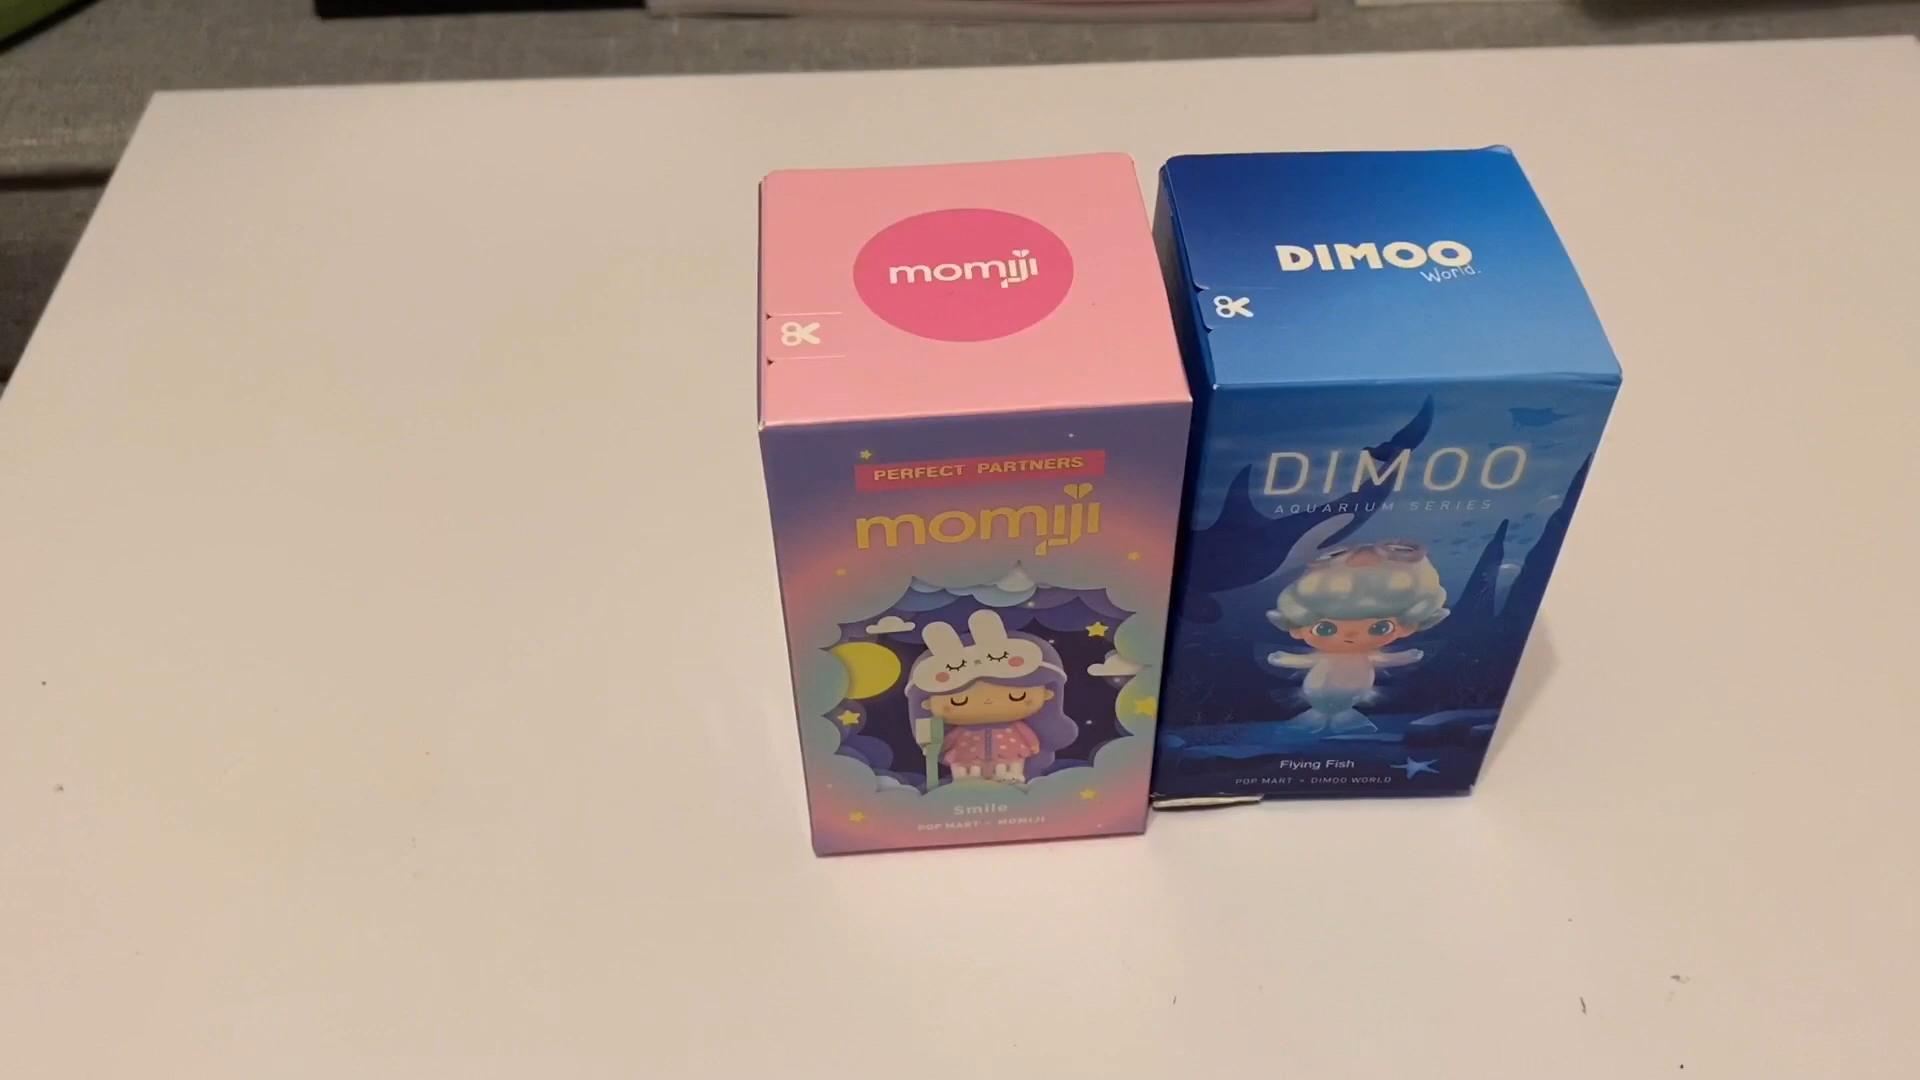 momiji
PERFECT PARTNERS
momiji
Smile
POP MART × MOMIJI
DIMOO
World.
DIMOO
AQUARIUM SERIES
Flying Fish
POP MART × DIMOO WORLD